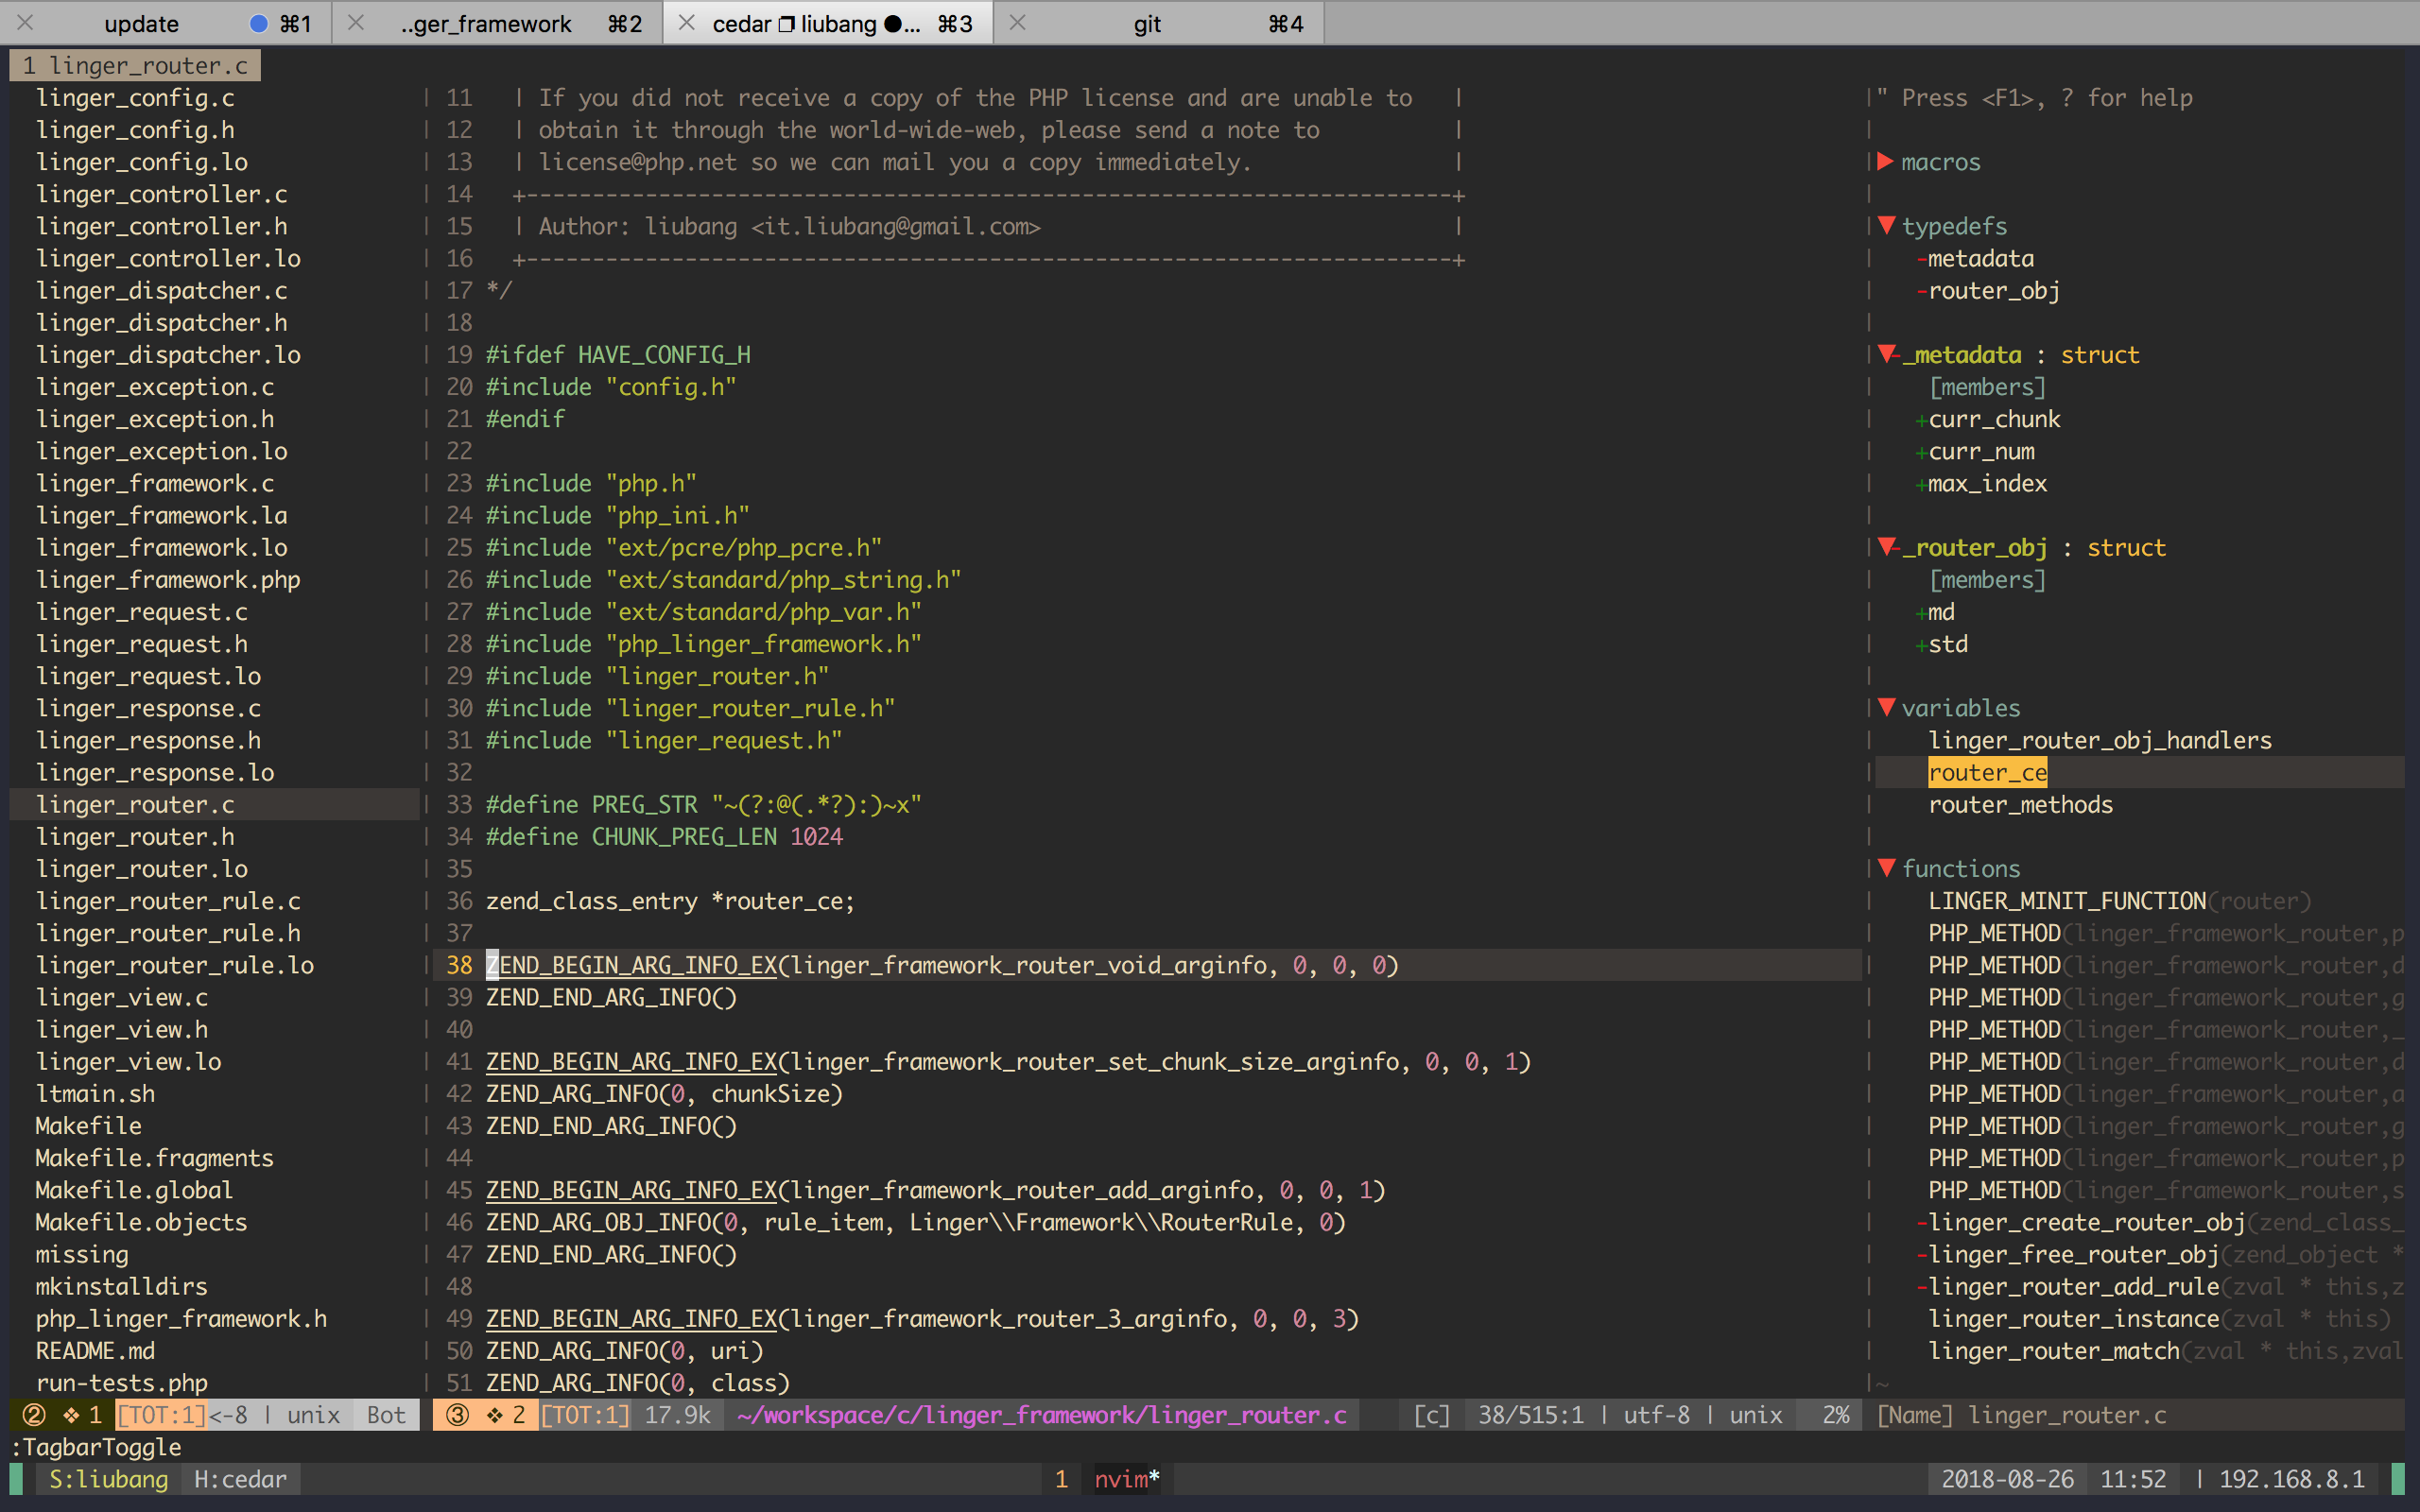 update ⌘1 ..ger_framework ⌘2 cedar ❐ liubang ●... ⌘3 git ⌘4
1 linger_router.c
linger_config.c
linger_config.h
linger_config.lo
linger_controller.c
linger_controller.h
linger_controller.lo
linger_dispatcher.c
linger_dispatcher.h
linger_dispatcher.lo
linger_exception.c
linger_exception.h
linger_exception.lo
linger_framework.c
linger_framework.la
linger_framework.lo
linger_framework.php
linger_request.c
linger_request.h
linger_request.lo
linger_response.c
linger_response.h
linger_response.lo
linger_router.c
linger_router.h
linger_router.lo
linger_router_rule.c
linger_router_rule.h
linger_router_rule.lo
linger_view.c
linger_view.h
linger_view.lo
ltmain.sh
Makefile
Makefile.fragments
Makefile.global
Makefile.objects
missing
mkinstalldirs
php_linger_framework.h
README.md
run-tests.php
11   | If you did not receive a copy of the PHP license and are unable to   |
12   | obtain it through the world-wide-web, please send a note to          |
13   | license@php.net so we can mail you a copy immediately.               |
14   +----------------------------------------------------------------------+
15   | Author: liubang <it.liubang@gmail.com>                               |
16   +----------------------------------------------------------------------+
17 */
18
19 #ifdef HAVE_CONFIG_H
20 #include "config.h"
21 #endif
22
23 #include "php.h"
24 #include "php_ini.h"
25 #include "ext/pcre/php_pcre.h"
26 #include "ext/standard/php_string.h"
27 #include "ext/standard/php_var.h"
28 #include "php_linger_framework.h"
29 #include "linger_router.h"
30 #include "linger_router_rule.h"
31 #include "linger_request.h"
32
33 #define PREG_STR "~(?:@(.*?):)~x"
34 #define CHUNK_PREG_LEN 1024
35
36 zend_class_entry *router_ce;
37
38 ZEND_BEGIN_ARG_INFO_EX(linger_framework_router_void_arginfo, 0, 0, 0)
39 ZEND_END_ARG_INFO()
40
41 ZEND_BEGIN_ARG_INFO_EX(linger_framework_router_set_chunk_size_arginfo, 0, 0, 1)
42 ZEND_ARG_INFO(0, chunkSize)
43 ZEND_END_ARG_INFO()
44
45 ZEND_BEGIN_ARG_INFO_EX(linger_framework_router_add_arginfo, 0, 0, 1)
46 ZEND_ARG_OBJ_INFO(0, rule_item, Linger\\Framework\\RouterRule, 0)
47 ZEND_END_ARG_INFO()
48
49 ZEND_BEGIN_ARG_INFO_EX(linger_framework_router_3_arginfo, 0, 0, 3)
50 ZEND_ARG_INFO(0, uri)
51 ZEND_ARG_INFO(0, class)
" Press <F1>, ? for help
▶ macros
▼ typedefs
-metadata
-router_obj
▼-_metadata : struct
[members]
+curr_chunk
+curr_num
+max_index
▼-_router_obj : struct
[members]
+md
+std
▼ variables
linger_router_obj_handlers
router_ce
router_methods
▼ functions
LINGER_MINIT_FUNCTION(router)
PHP_METHOD(linger_framework_router,p
PHP_METHOD(linger_framework_router,d
PHP_METHOD(linger_framework_router,g
PHP_METHOD(linger_framework_router,_
PHP_METHOD(linger_framework_router,d
PHP_METHOD(linger_framework_router,a
PHP_METHOD(linger_framework_router,g
PHP_METHOD(linger_framework_router,p
PHP_METHOD(linger_framework_router,s
-linger_create_router_obj(zend_class_
-linger_free_router_obj(zend_object *
-linger_router_add_rule(zval * this,z
linger_router_instance(zval * this)
linger_router_match(zval * this,zval
~
② ❖ 1 [TOT:1]<-8 | unix Bot ③ ❖ 2 [TOT:1] 17.9k ~/workspace/c/linger_framework/linger_router.c [c] 38/515:1 | utf-8 | unix 2% [Name] linger_router.c
:TagbarToggle
S:liubang H:cedar 1 nvim* 2018-08-26 11:52 | 192.168.8.1